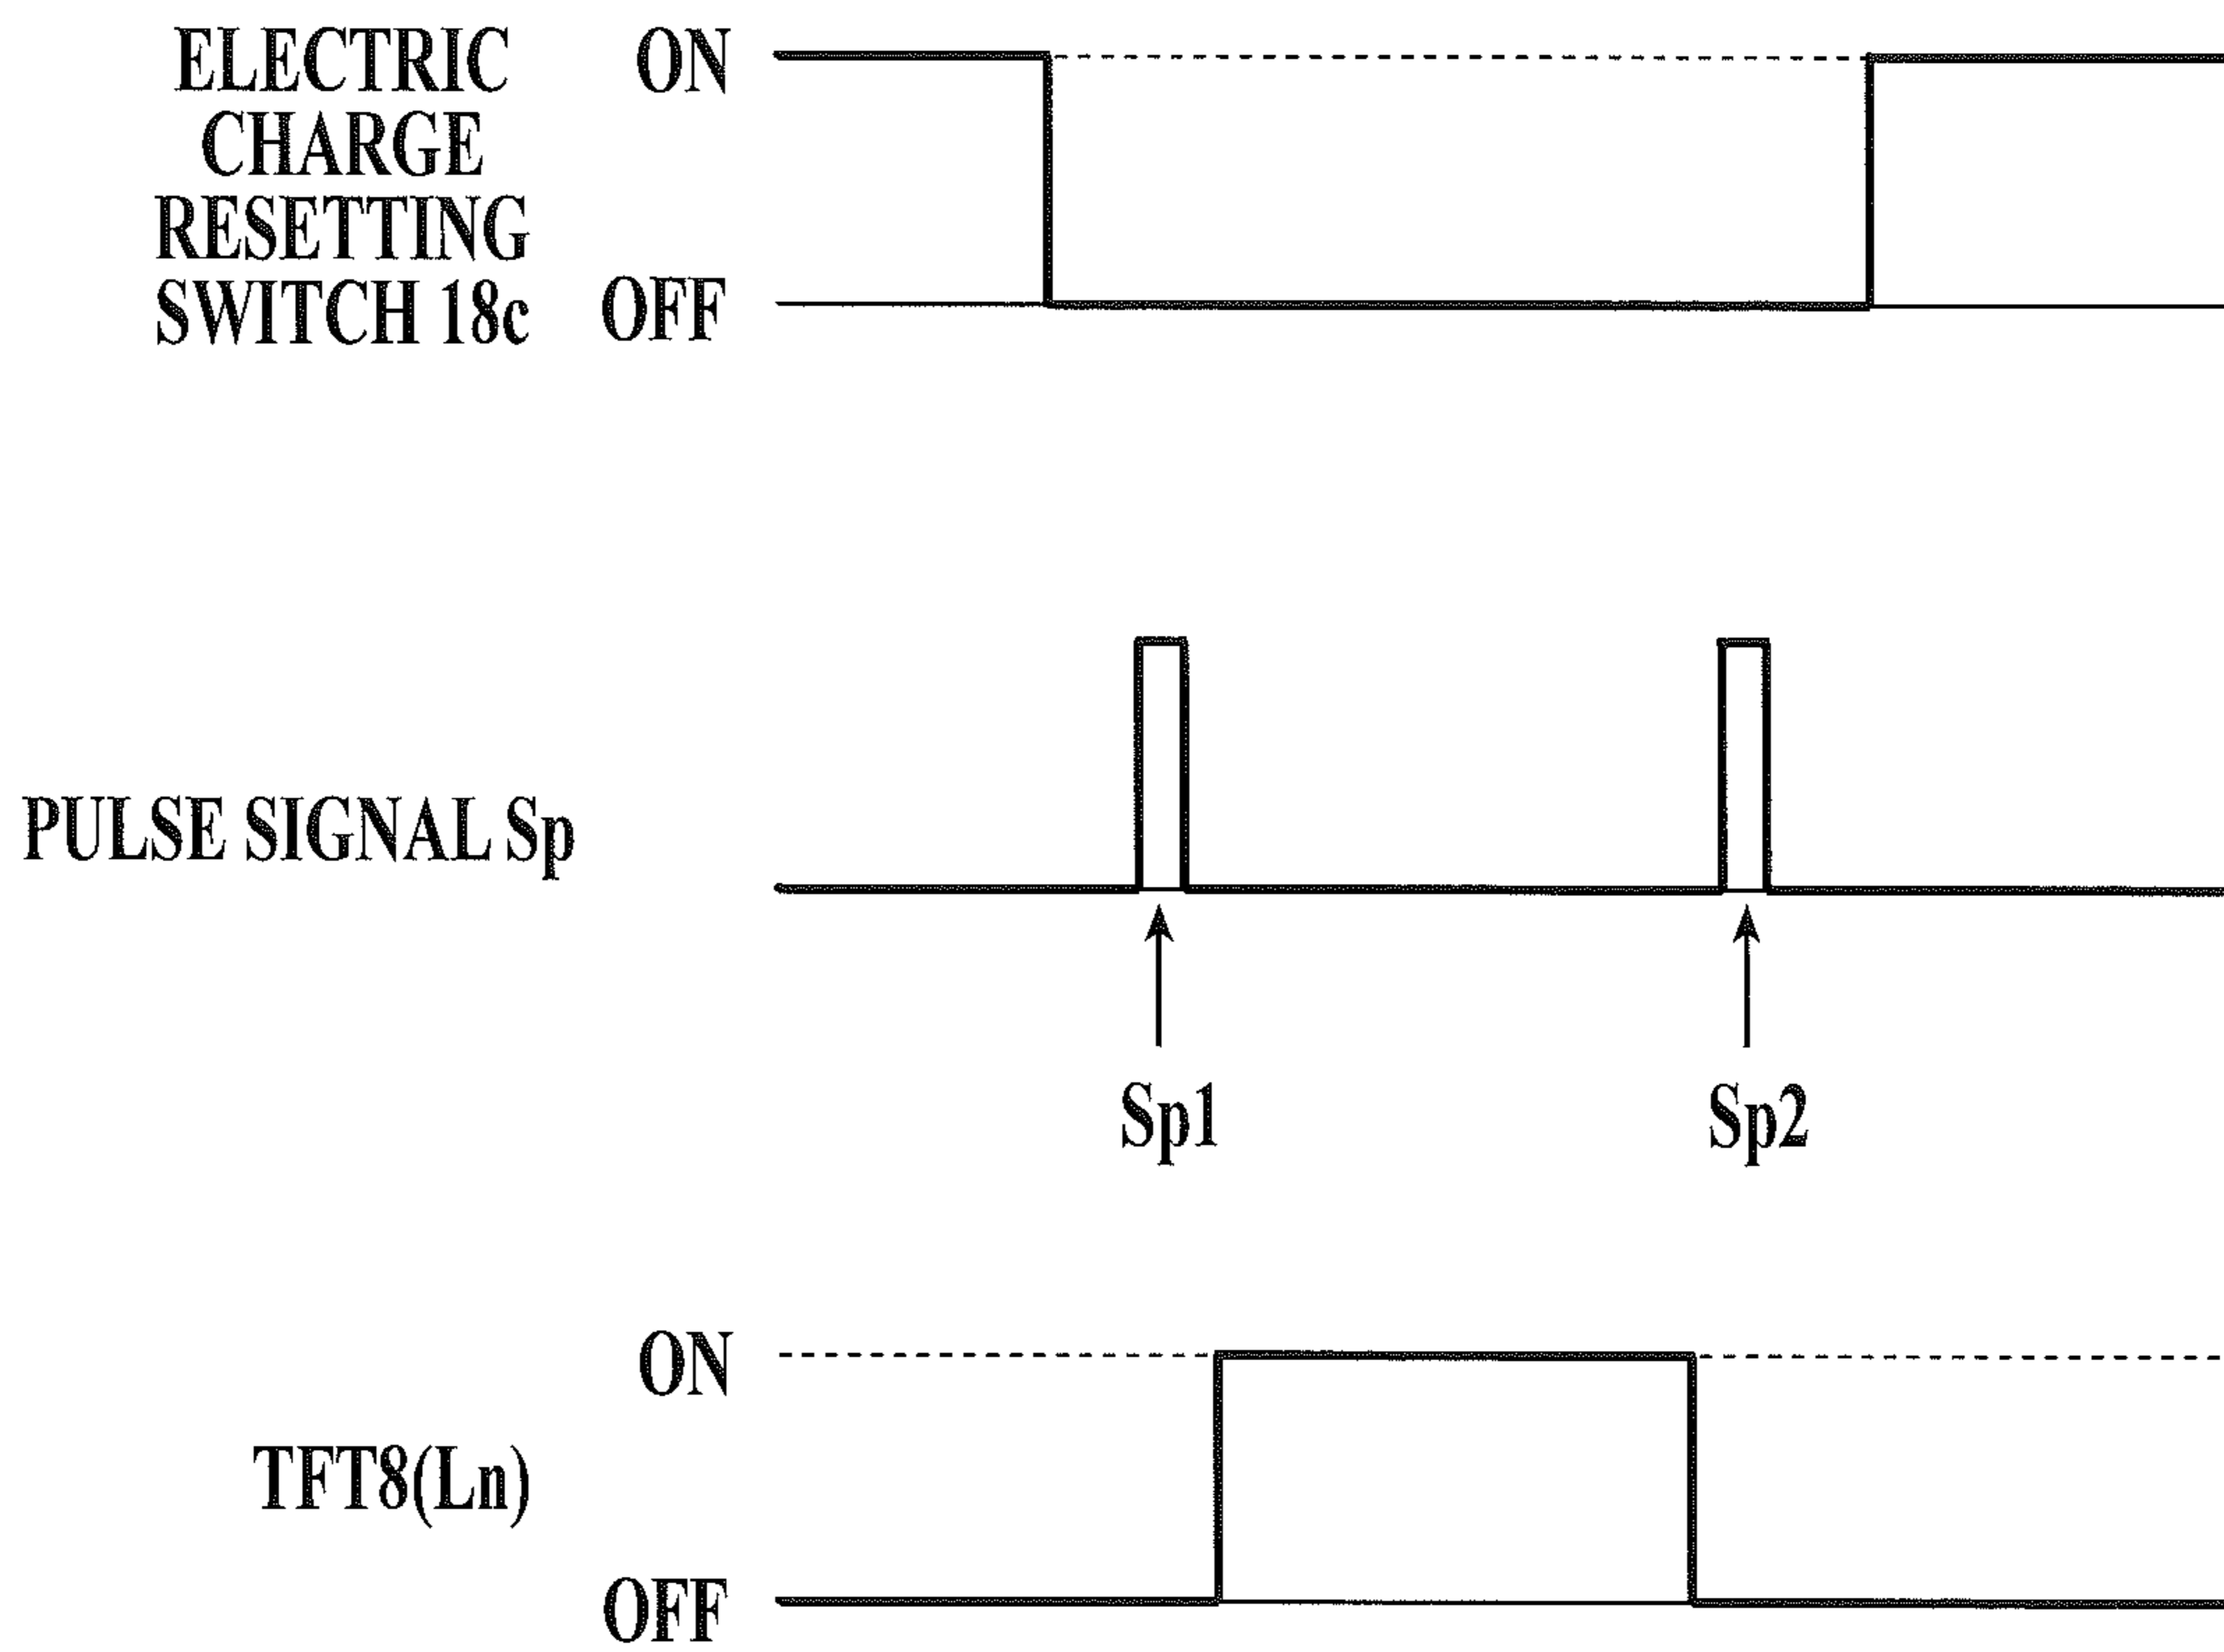 ELECTRIC
CHARGE
RESETTING
SWITCH 18c
ON
OFF
PULSE SIGNAL Sp
Sp1
Sp2
TFT8(Ln)
ON
OFF